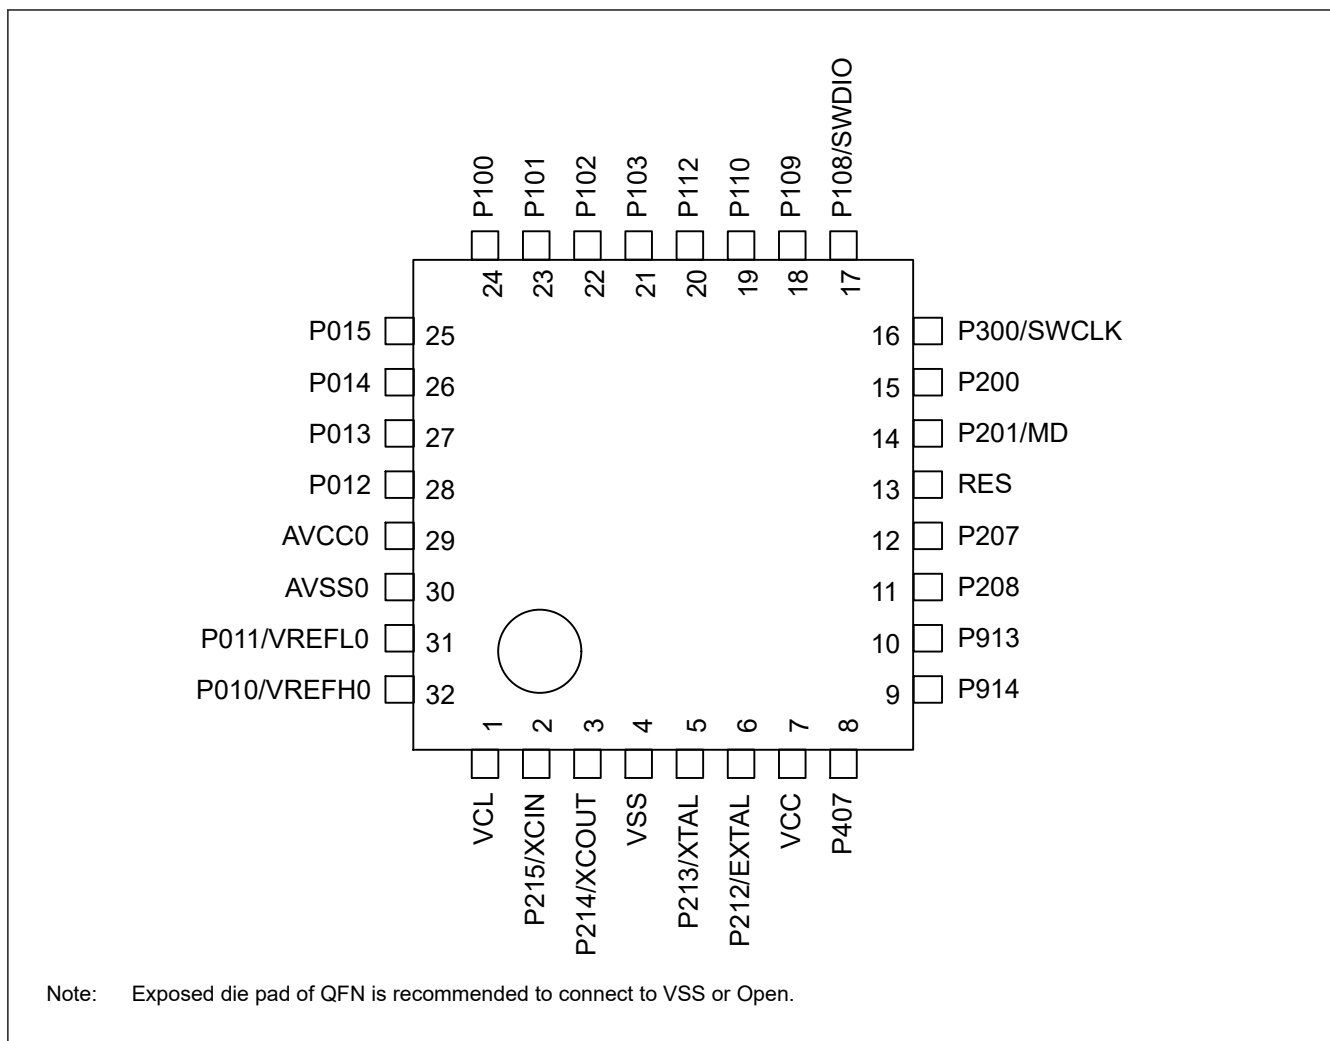 P100
P101
P102
P103
P112
P110
P109
P108/SWDIO
24
23
22
21
20
19
18
17
P015 25
P014 26
P013 27
P012 28
AVCC0 29
AVSS0 30
P011/VREFL0 31
P010/VREFH0 32
16 P300/SWCLK
15 P200
14 P201/MD
13 RES
12 P207
11 P208
10 P913
9 P914
1
2
3
4
5
6
7
8
VCL
P215/XCIN
P214/XCOUT
VSS
P213/XTAL
P212/EXTAL
VCC
P407
Note: Exposed die pad of QFN is recommended to connect to VSS or Open.